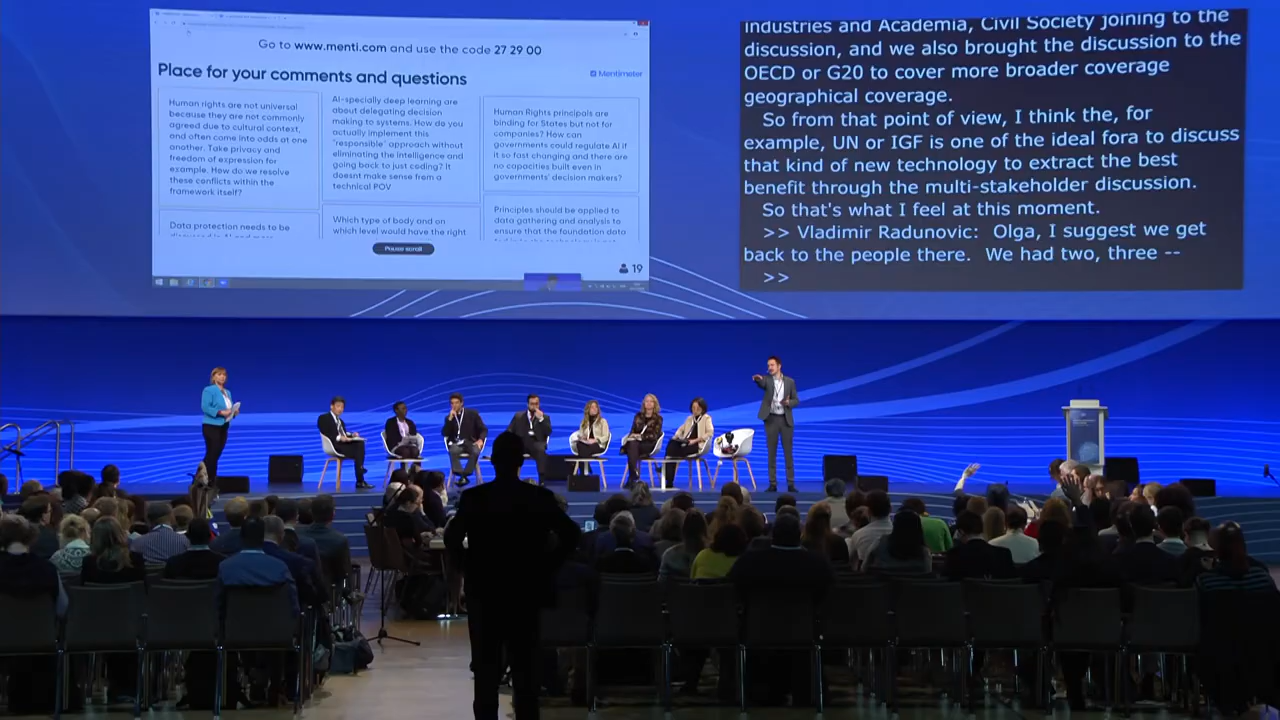 Go to www.menti.com and use the code 27 29 00
Place for your comments and questions
Mentimeter
Human rights are not universal
because they are not commonly
agreed due to cultural context,
and often come into odds at one
another. Take privacy and
freedom of expression for
example. How do we resolve
these conflicts within the
framework itself?
Data protection needs to be
AI-specially deep learning are
about delegating decision
making to systems. How do you
actually implement this
"responsible" approach without
eliminating the intelligence and
going back to just coding? It
doesnt make sense from a
technical POV
Which type of body and on
which level would have the right
Human Rights principals are
binding for States but not for
companies? How can
governments could regulate AI if
it so fast changing and there are
no capacities built even in
governments' decision makers?
Principles should be applied to
data gathering and analysis to
ensure that the foundation data
Pause scroll
19
Industries and Academia, Civil Society joining to the
discussion, and we also brought the discussion to the
OECD or G20 to cover more broader coverage
geographical coverage.
So from that point of view, I think the, for
example, UN or IGF is one of the ideal fora to discuss
that kind of new technology to extract the best
benefit through the multi-stakeholder discussion.
So that's what I feel at this moment.
>> Vladimir Radunovic: Olga, I suggest we get
back to the people there. We had two, three --
>>